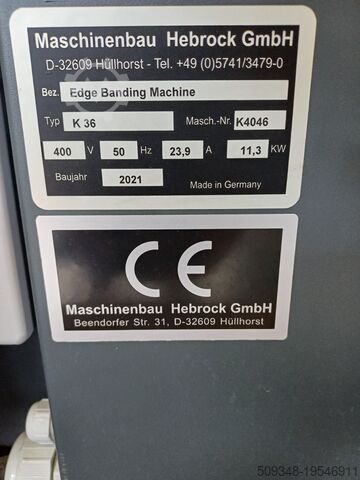 Maschinenbau Hebrock GmbH
D-32609 Hüllhorst - Tel. +49 (0)5741/3479-0
Bez. Edge Banding Machine
Typ K 36 Masch.-Nr. K4046
400 V 50 Hz 23,9 A 11,3 KW
Baujahr 2021 Made in Germany
CE
Maschinenbau Hebrock GmbH
Beendorfer Str. 31, D-32609 Hüllhorst
509348-19546911